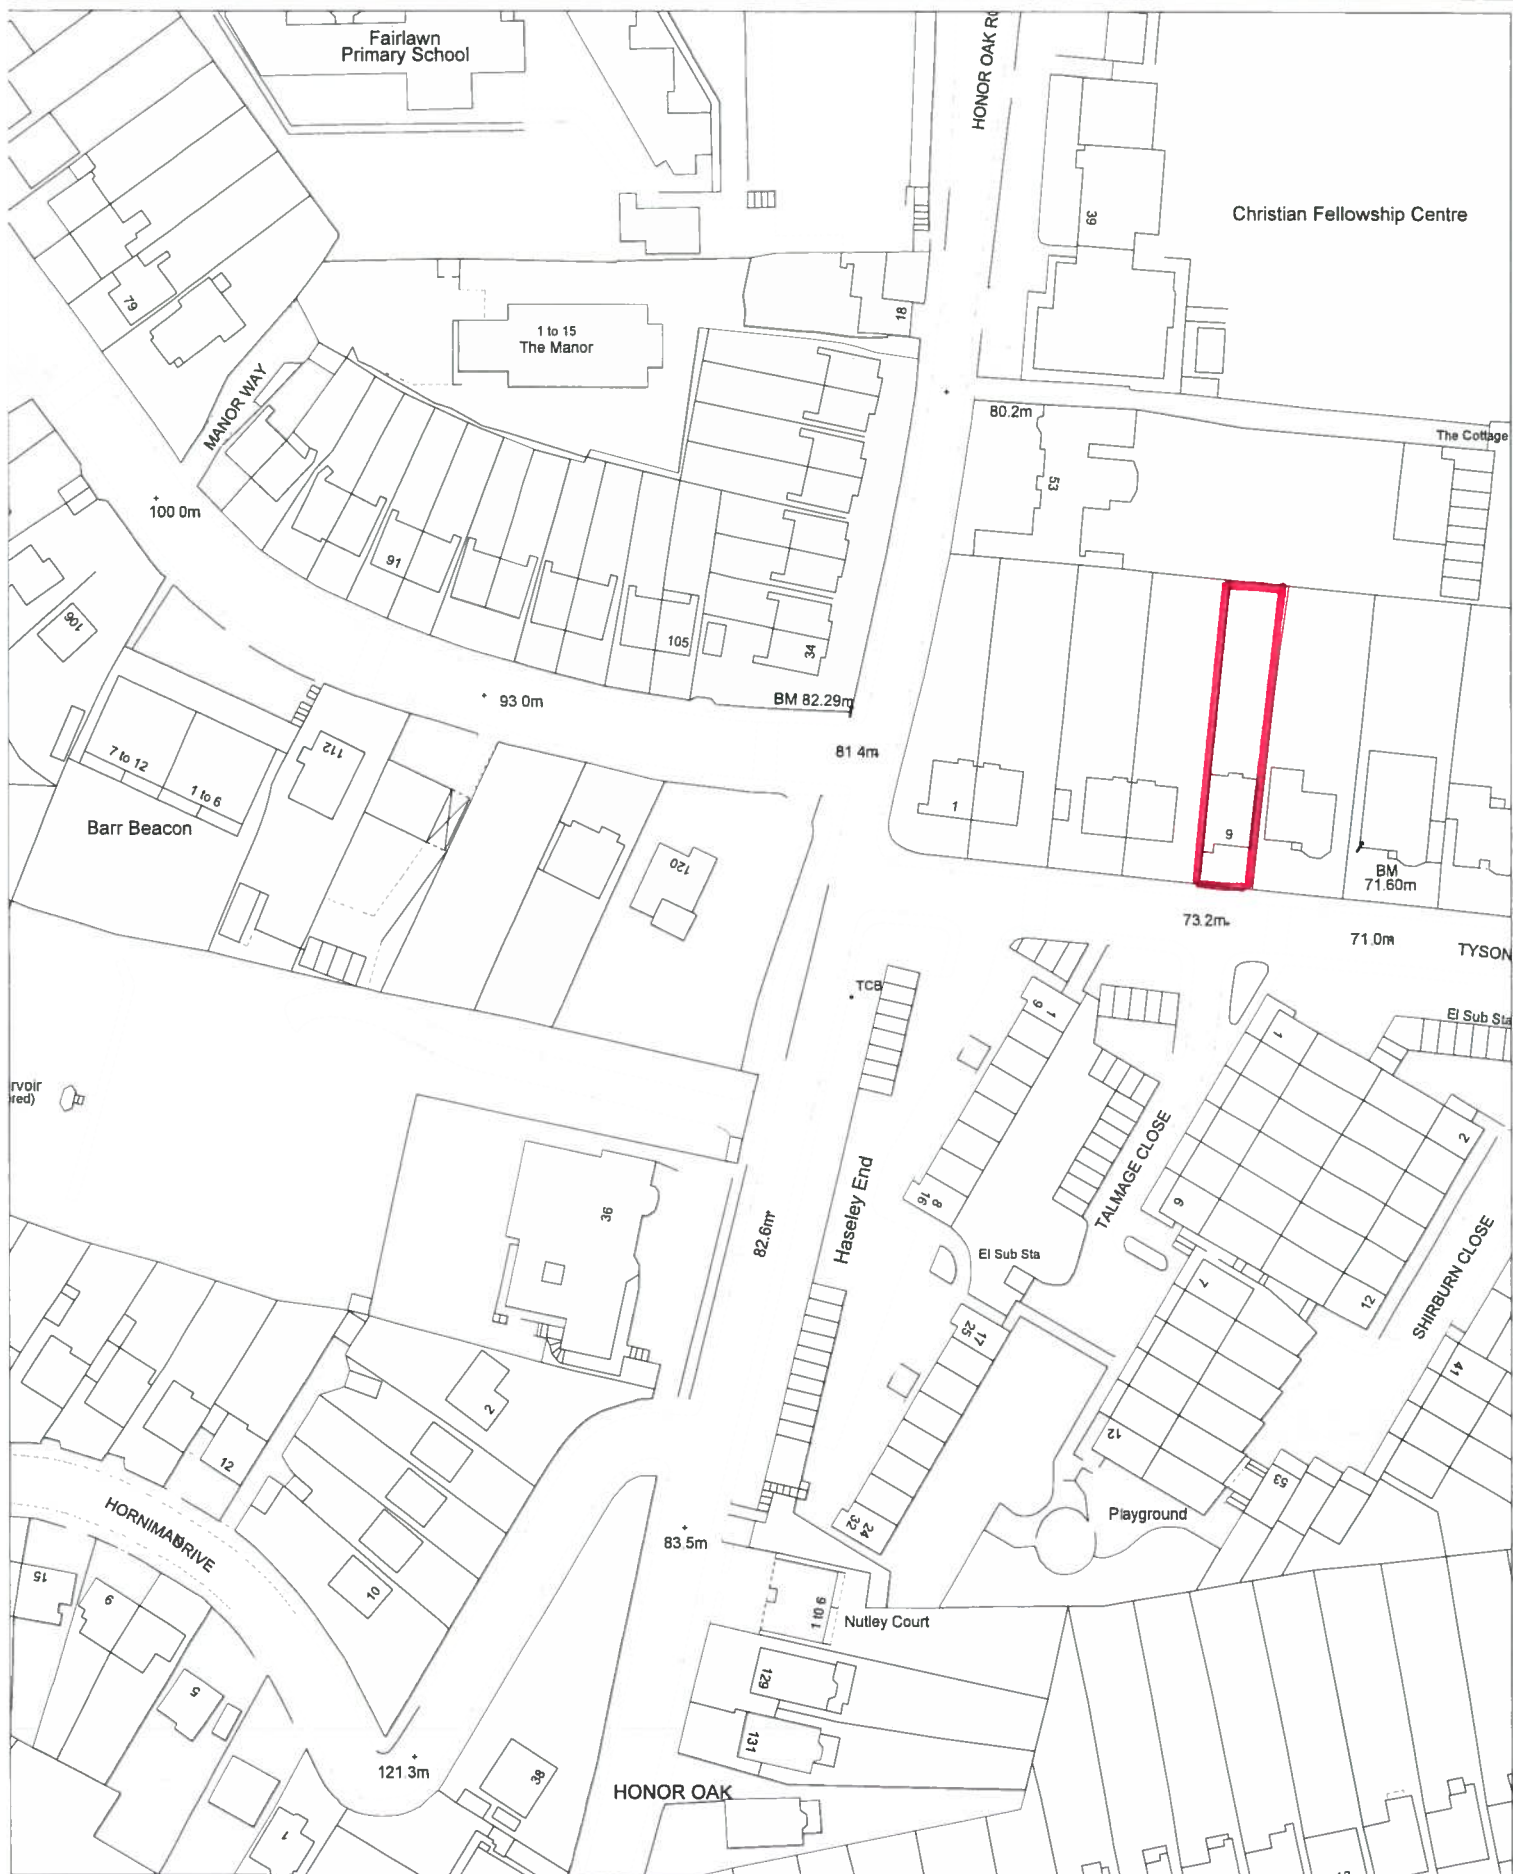 Fairlawn
Primary School
HONOR OAK RO
Christian Fellowship Centre
39
79
18
1 to 15
The Manor
MANOR WAY
80.2m
The Cottage
53
100 0m
91
106
105
34
93 0m
BM 82.29m
81 4m
112
7 to 12
1 to 6
Barr Beacon
1
9
120
BM
71.60m
73.2m
71.0m
TYSON
TCB
1
9
El Sub Sta
1
rvoir
red)
2
TALMAGE CLOSE
Haseley End
8
16
6
36
82.6m
El Sub Sta
SHIRBURN CLOSE
7
12
17
25
41
2
12
12
53
HORNIMAN DRIVE
Playground
24
32
83.5m
15
9
10
1 to 6
Nutley Court
129
5
131
121.3m
38
HONOR OAK
1